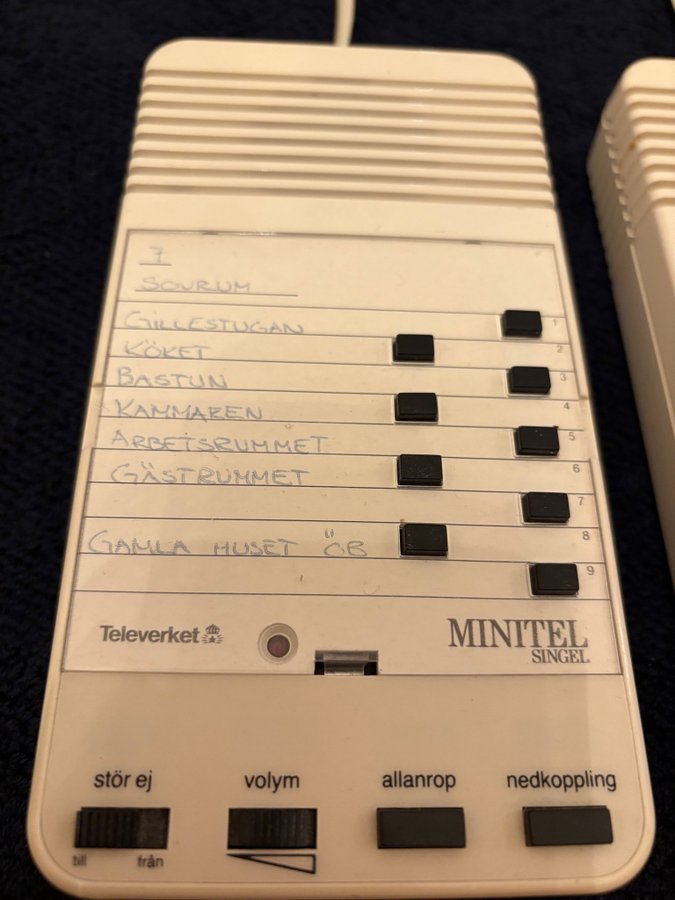 7
SOVRUM
GILLESTUGAN 1
KÖKET 2
BASTUN 3
KAMMAREN 4
ARBETSRUMMET 5
GÄSTRUMMET 6
7
GAMLA HUSET ÖB 8
9
Televerket
MINITEL
SINGEL
stör ej volym allanrop nedkoppling
till från